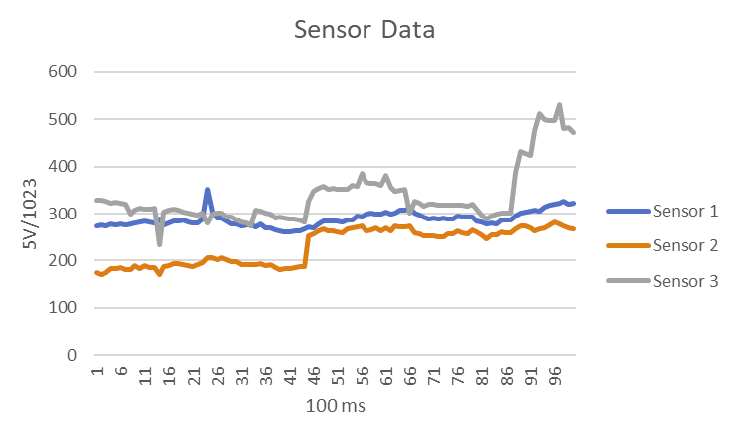 Sensor Data
600
500
400
300
200
100
0
5V/1023
1 6 11 16 21 26 31 36 41 46 51 56 61 66 71 76 81 86 91 96
100 ms
Sensor 1
Sensor 2
Sensor 3